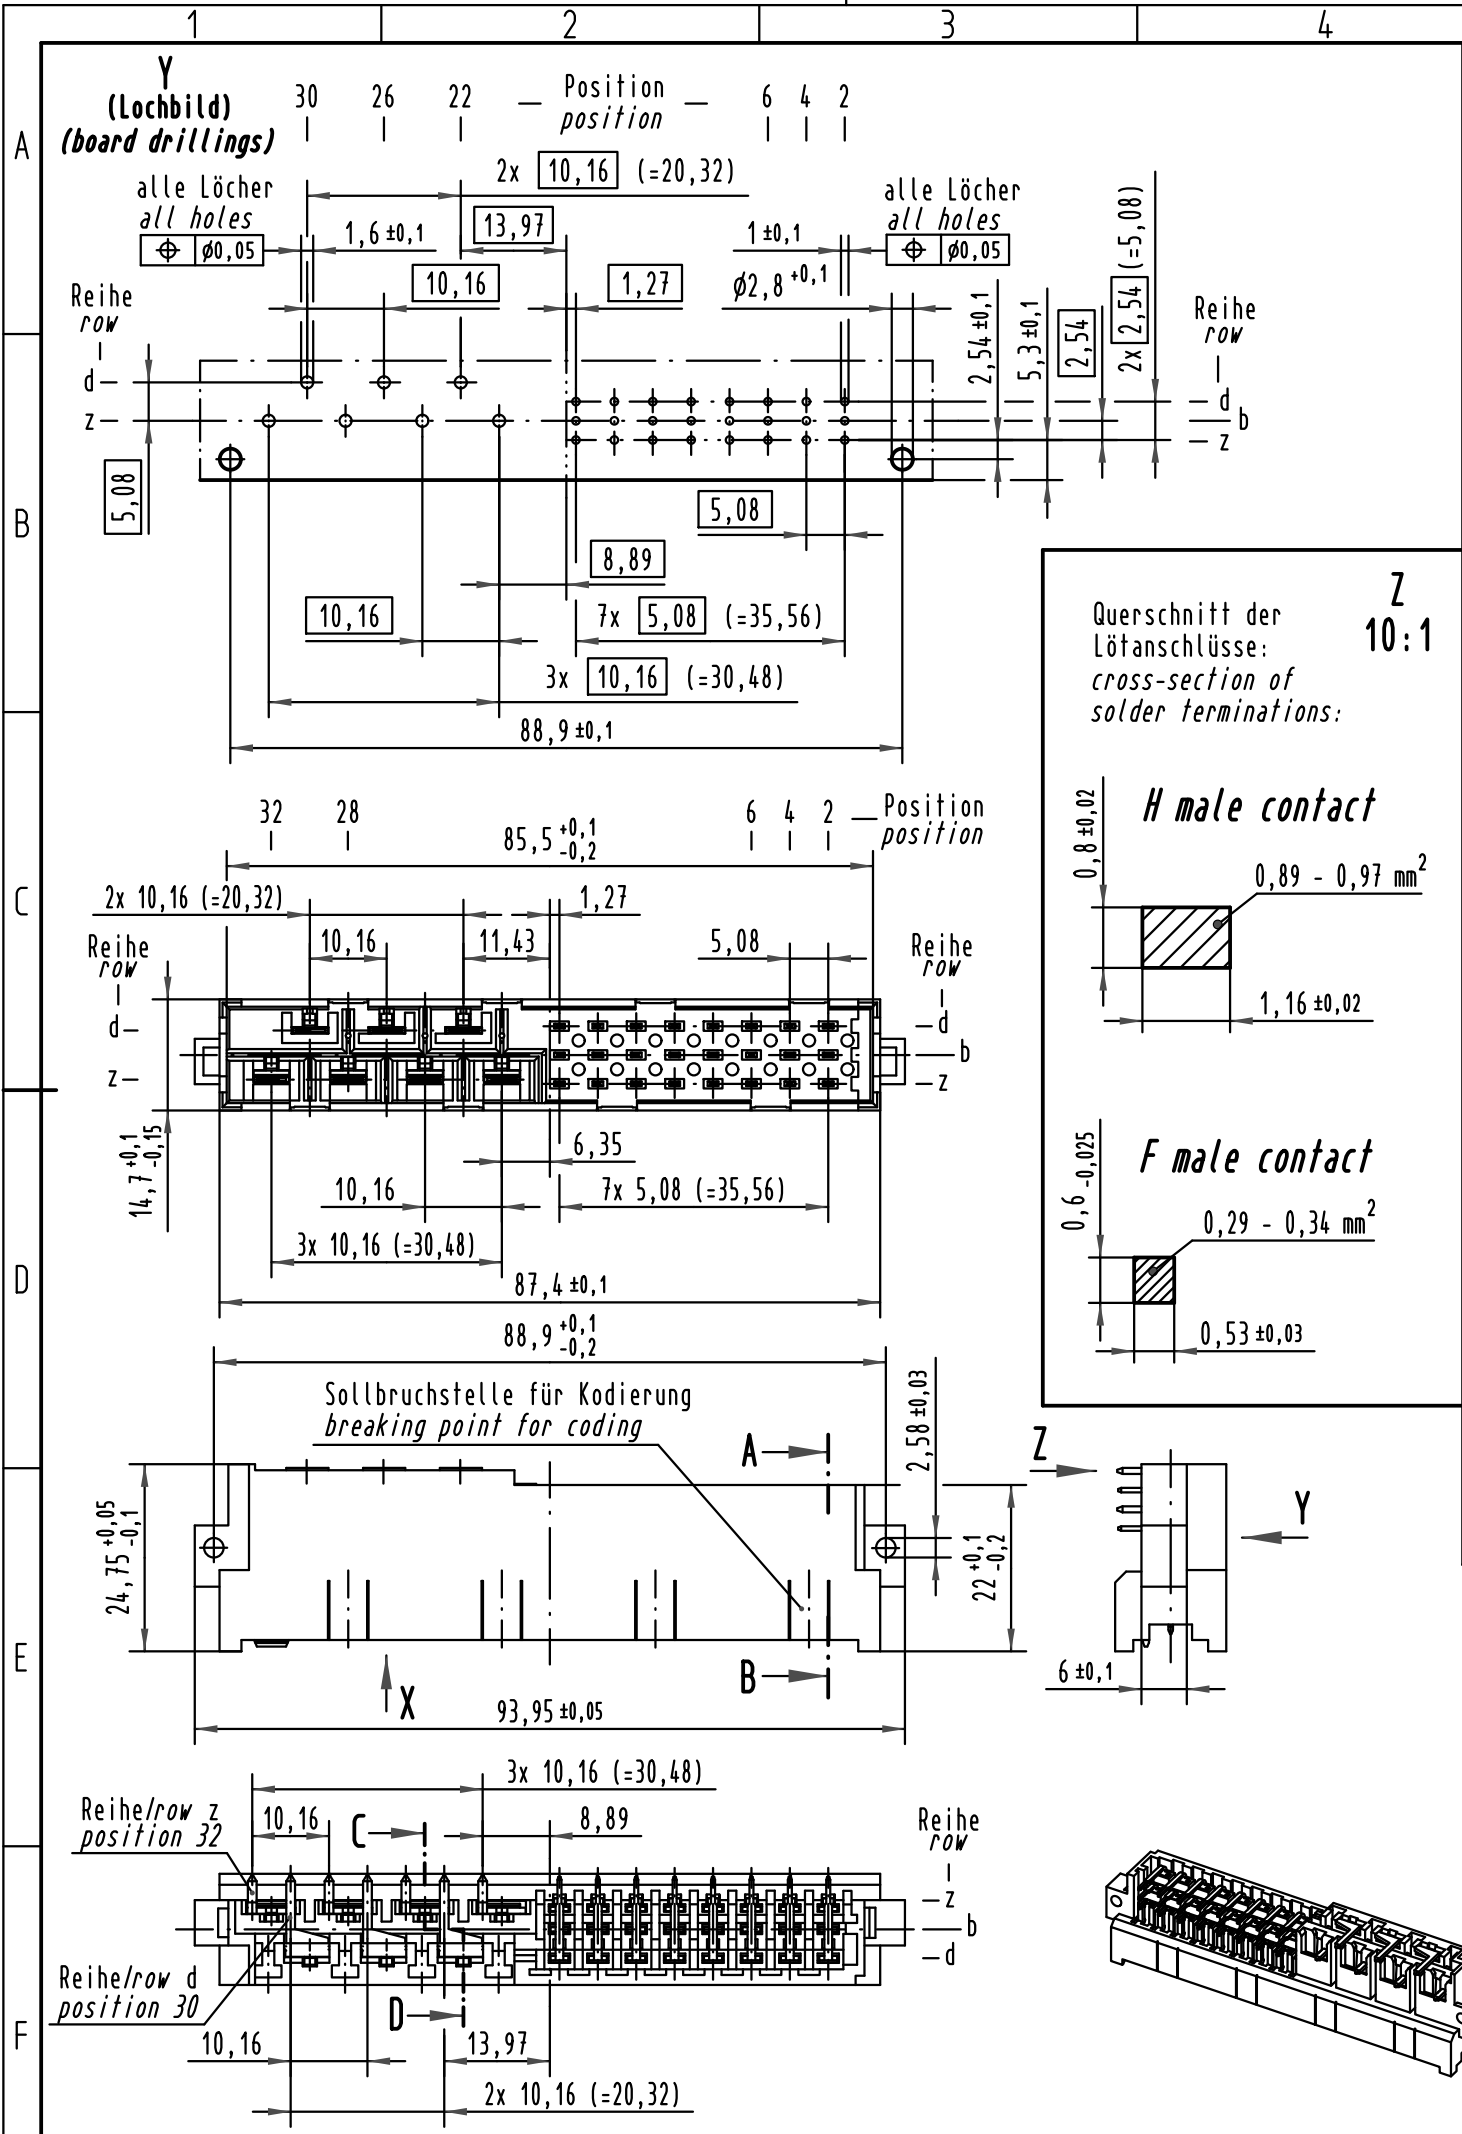 1 2 3 4
A
B
C
D
E
F
Y
(Lochbild)
(board drillings)
30 26 22 — Position — 6 4 2
position
2x 10,16 (=20,32)
alle Löcher
all holes
⌖ ø0,05
1,6 ±0,1
13,97
1 ±0,1
alle Löcher
all holes
⌖ ø0,05
10,16
1,27
ø2,8 +0,1
2,54 ±0,1
5,3 ±0,1
2,54
2x 2,54 (=5,08)
Reihe
row
d
z
Reihe
row
d
b
z
5,08
5,08
8,89
10,16
7x 5,08 (=35,56)
3x 10,16 (=30,48)
88,9 ±0,1
Z
10:1
Querschnitt der
Lötanschlüsse:
cross-section of
solder terminations:
H male contact
0,8 ±0,02
0,89 - 0,97 mm²
1,16 ±0,02
F male contact
0,6 -0,025
0,29 - 0,34 mm²
0,53 ±0,03
32 28 6 4 2 — Position
position
85,5 +0,1 -0,2
2x 10,16 (=20,32)
1,27
10,16
11,43
5,08
Reihe
row
d
z
Reihe
row
d
b
z
14,7 +0,1 -0,15
6,35
10,16
7x 5,08 (=35,56)
3x 10,16 (=30,48)
87,4 ±0,1
88,9 +0,1 -0,2
Sollbruchstelle für Kodierung
breaking point for coding
A
2,58 ±0,03
Z
Y
24,75 +0,05 -0,1
22 +0,1 -0,2
X
B
6 ±0,1
93,95 ±0,05
3x 10,16 (=30,48)
Reihe/row z
position 32
10,16
C
8,89
Reihe
row
z
b
d
Reihe/row d
position 30
D
10,16
13,97
2x 10,16 (=20,32)